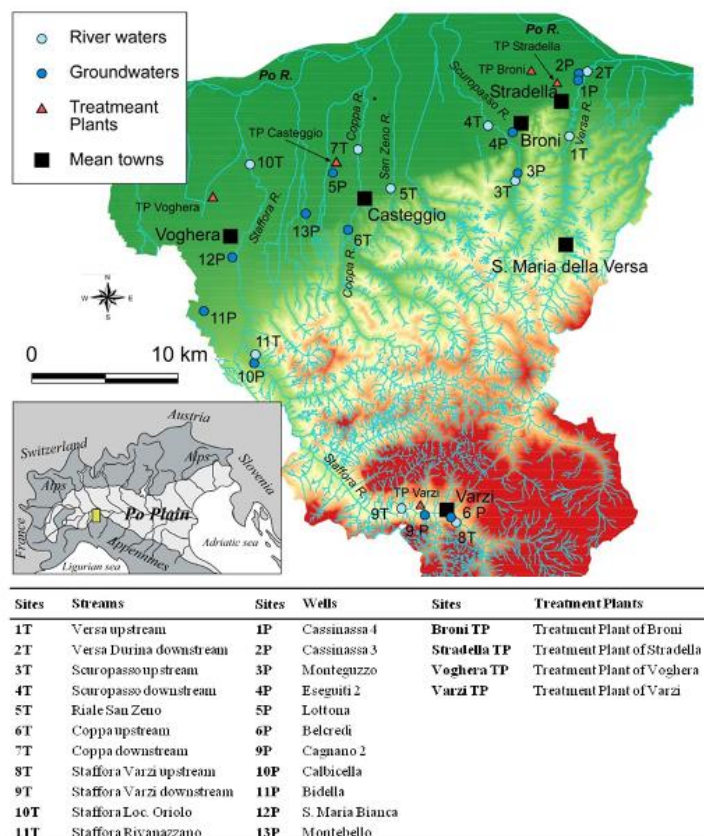 River waters
Groundwaters
Treatmeant
Plants
Mean towns
Po R.
Po R.
TP Stradella
TP Broni
2P
2T
1P
Stradella
Scuropasso R.
Versa R.
4T
4P
Broni
1T
Coppa R.
San Zeno R.
7T
TP Casteggio
5P
10T
3P
3T
5T
TP Voghera
Staffora R.
13P
Casteggio
6T
Voghera
12P
Coppa R.
S. Maria della Versa
N
W E
S
11P
0 10 km
11T
10P
Austria
Switzerland
Alps
Slovenia
Alps
Po Plain
France
Appennines
Adriatic sea
Ligurian sea
Staffora R.
TP Varzi
Varzi
9T
9P
6 P
8T
Sites Streams Sites Wells Sites Treatment Plants
1T Versa upstream 1P Cassinassa 4 Broni TP Treatment Plant of Broni
2T Versa Durina downstream 2P Cassinassa 3 Stradella TP Treatment Plant of Stradella
3T Scuropasso upstream 3P Monteguzzo Voghera TP Treatment Plant of Voghera
4T Scuropasso downstream 4P Eseguiti 2 Varzi TP Treatment Plant of Varzi
5T Riale San Zeno 5P Lottona
6T Coppa upstream 6P Belcredi
7T Coppa downstream 9P Cagnano 2
8T Staffora Varzi upstream 10P Calbicella
9T Staffora Varzi downstream 11P Bidella
10T Staffora Loc. Oriolo 12P S. Maria Bianca
11T Staffora Rivanazzano 13P Montebello